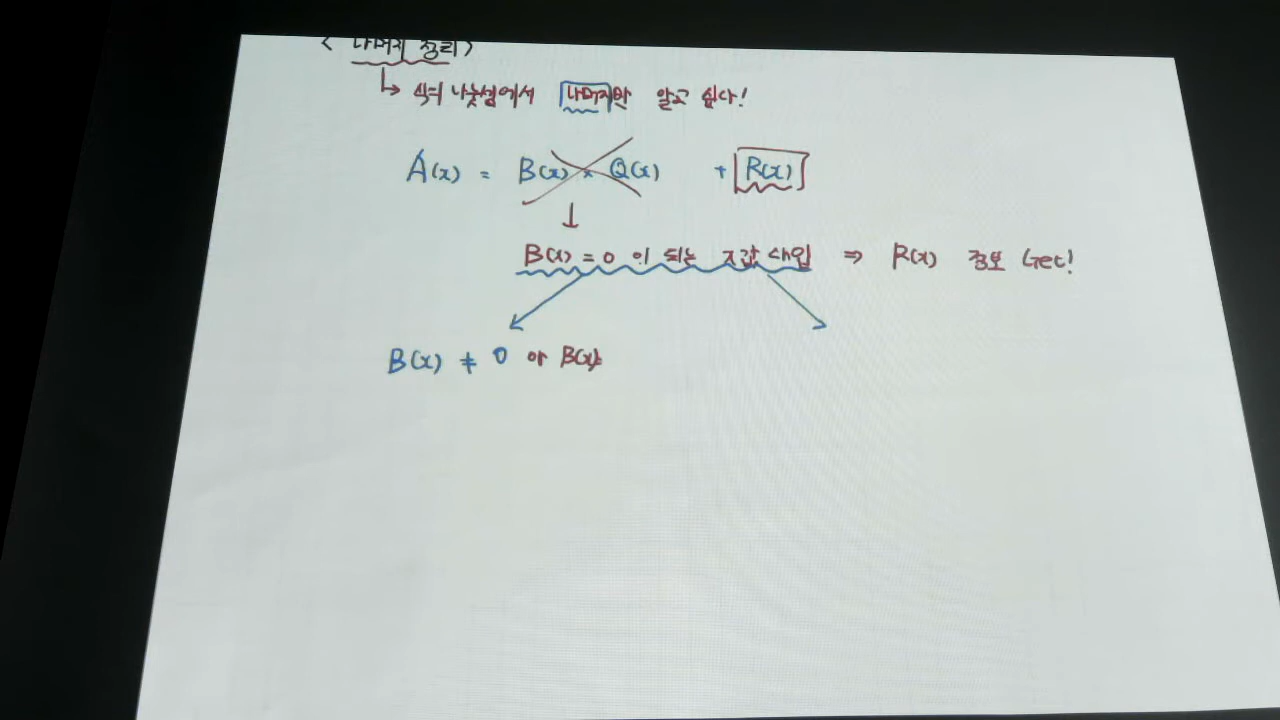 < 나머지 정리 >
↳ 식의 나눗셈에서 나머지만 알고 싶다!
A(x) = B(x) × Q(x) + R(x)
↓
B(x) = 0 이 되는 x값 대입 ⇒ R(x) 정보 Get!
B(x) ≠ 0 or B(x)=